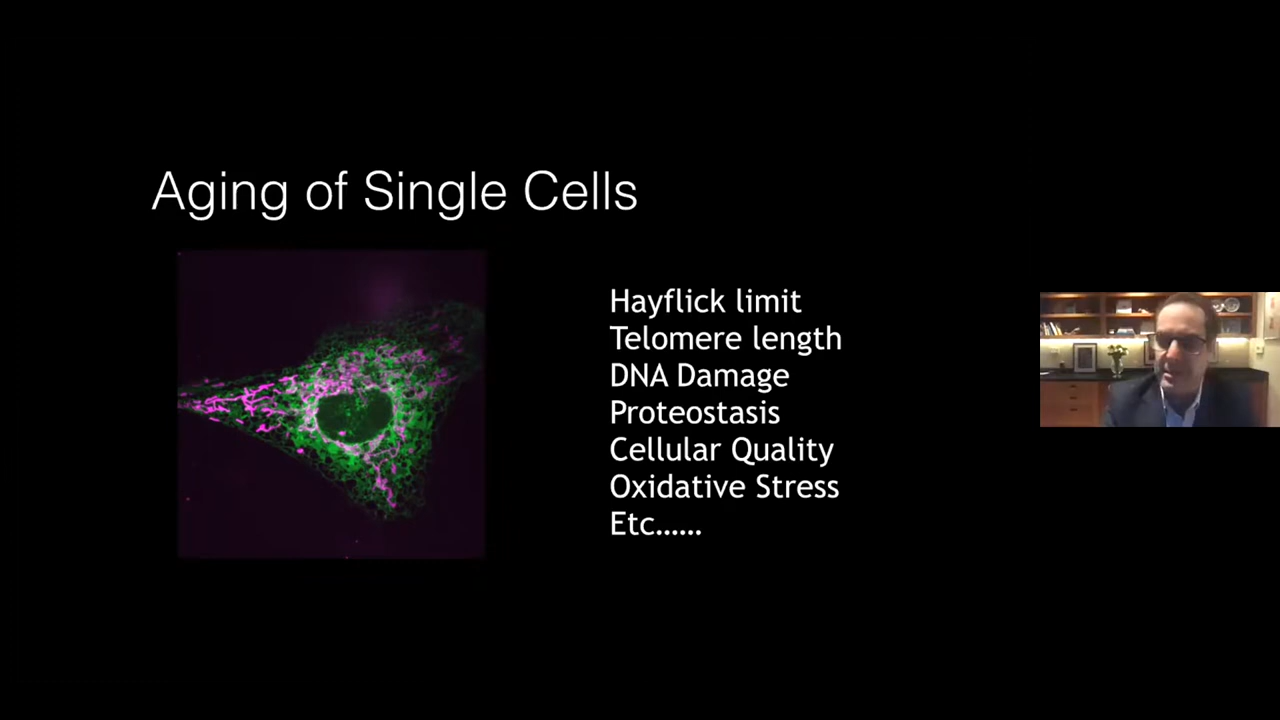 Aging of Single Cells
Hayflick limit
Telomere length
DNA Damage
Proteostasis
Cellular Quality
Oxidative Stress
Etc......